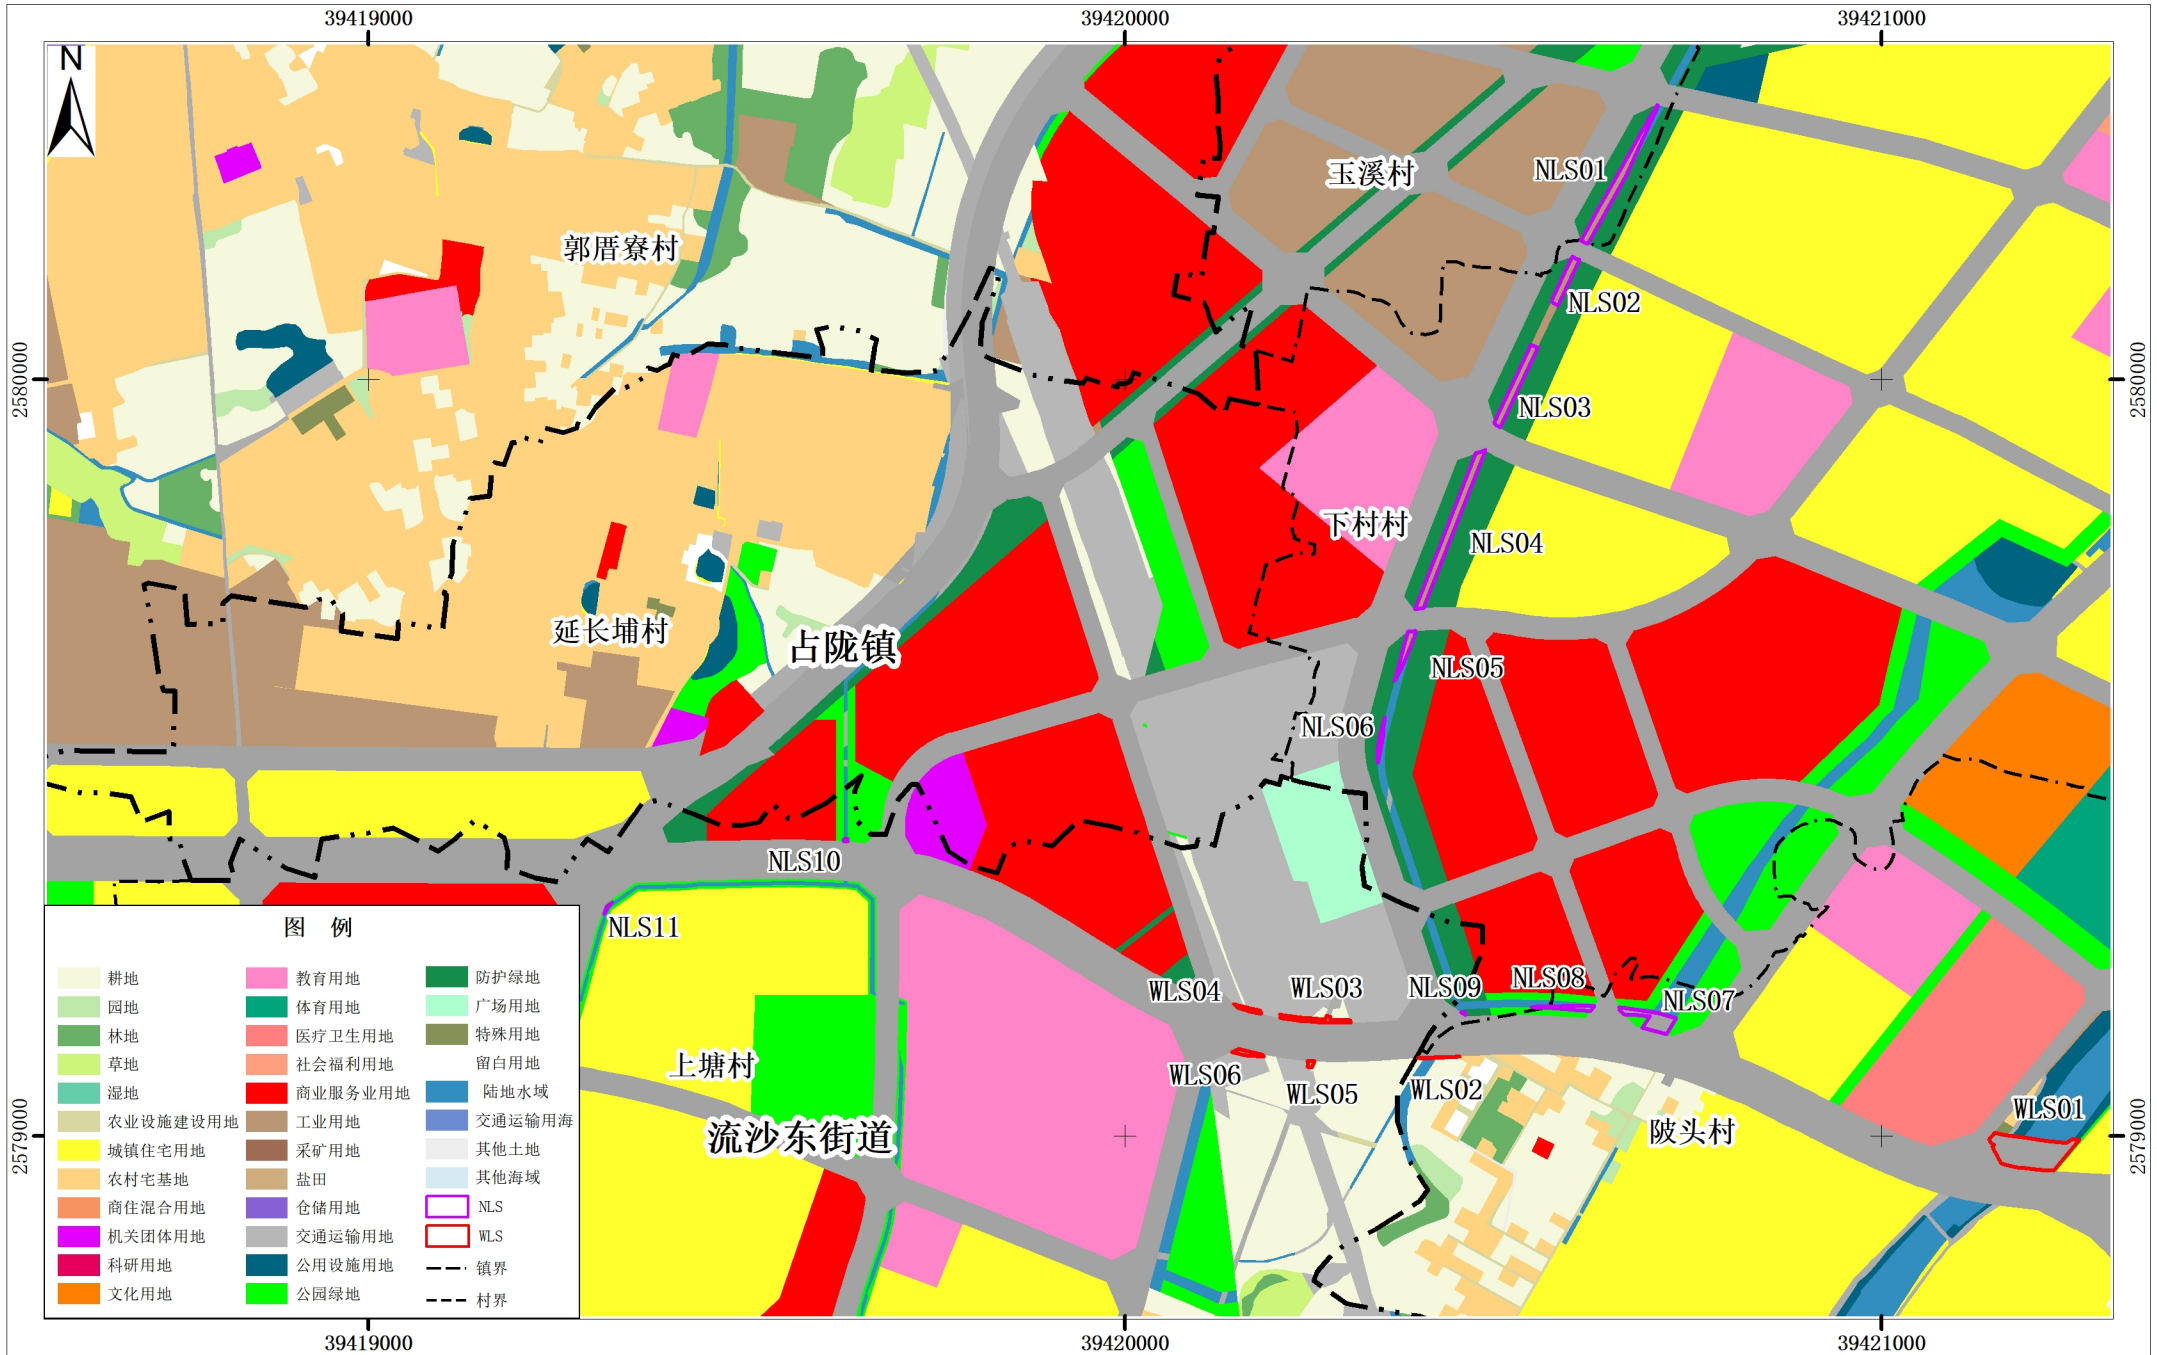 39419000
39420000
39421000
N
玉溪村
NLS01
郭厝寮村
NLS02
2580000
2580000
NLS03
下村村
NLS04
延长埔村
占陇镇
NLS05
NLS06
NLS10
NLS11
WLS04
WLS03
NLS09
NLS08
NLS07
上塘村
WLS06
WLS05
WLS02
WLS01
流沙东街道
陂头村
2579000
2579000
图 例
耕地
园地
林地
草地
湿地
农业设施建设用地
城镇住宅用地
农村宅基地
商住混合用地
机关团体用地
科研用地
文化用地
教育用地
体育用地
医疗卫生用地
社会福利用地
商业服务业用地
工业用地
采矿用地
盐田
仓储用地
交通运输用地
公用设施用地
公园绿地
防护绿地
广场用地
特殊用地
留白用地
陆地水域
交通运输用海
其他土地
其他海域
NLS
WLS
镇界
村界
39419000
39420000
39421000